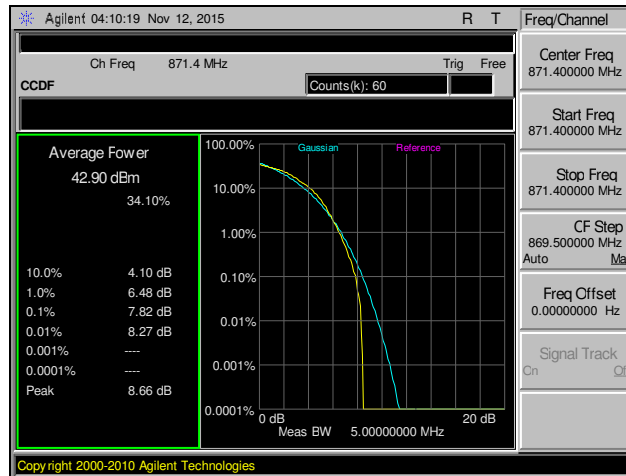 Agilent 04:10:19 Nov 12, 2015 R T Freq/Channel
Ch Freq 871.4 MHz Trig Free
CCDF Counts(k): 60
Average Fower
42.90 dBm
34.10%
10.0% 4.10 dB
1.0% 6.48 dB
0.1% 7.82 dB
0.01% 8.27 dB
0.001% ----
0.0001% ----
Peak 8.66 dB
Gaussian Reference
100.00%
10.00%
1.00%
0.10%
0.01%
0.001%
0.0001%
0 dB 20 dB
Meas BW 5.00000000 MHz
Center Freq
871.400000 MHz
Start Freq
871.400000 MHz
Stop Freq
871.400000 MHz
CF Step
869.500000 MHz
Auto Ma
Freq Offset
0.00000000 Hz
Signal Track
On Of
Copyright 2000-2010 Agilent Technologies